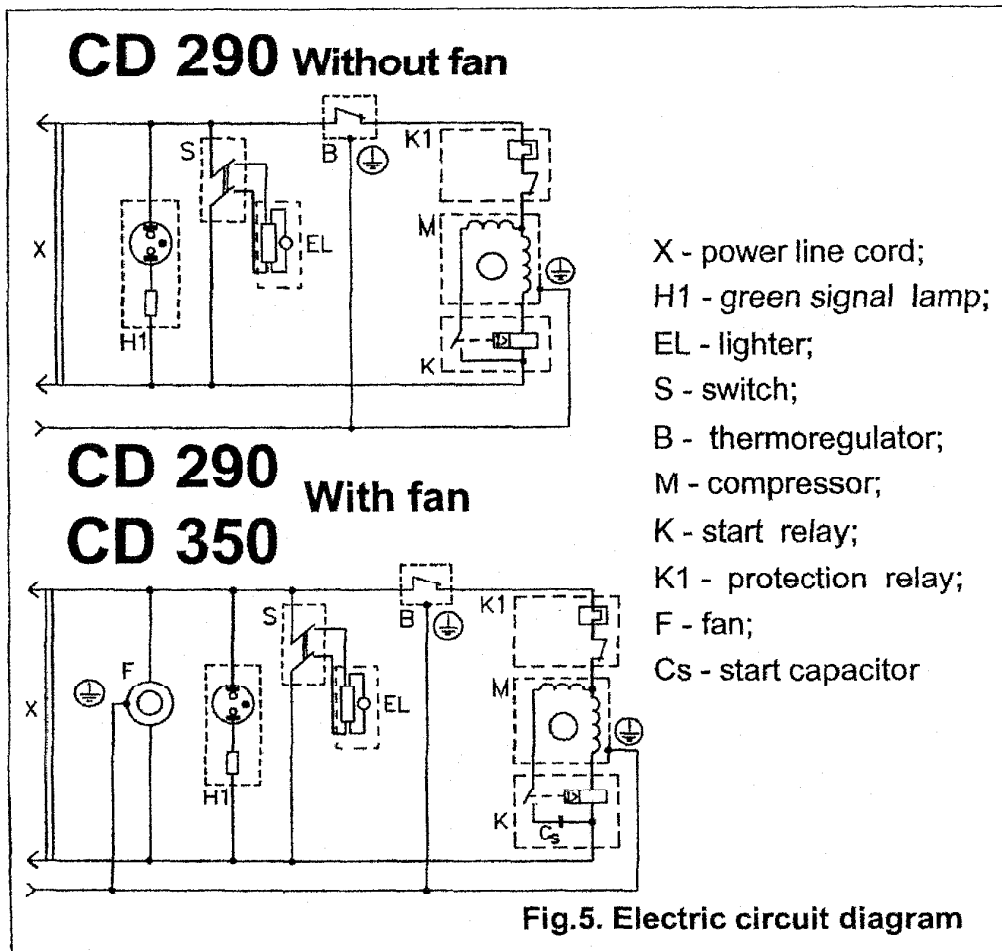 CD 290 Without fan
S
B
K1
M
X
EL
H1
K
X - power line cord;
H1 - green signal lamp;
EL - lighter;
S - switch;
B - thermoregulator;
M - compressor;
K - start relay;
K1 - protection relay;
F - fan;
Cs - start capacitor
CD 290
CD 350
With fan
S
B
K1
F
M
X
EL
H1
K
Cs
Fig.5. Electric circuit diagram